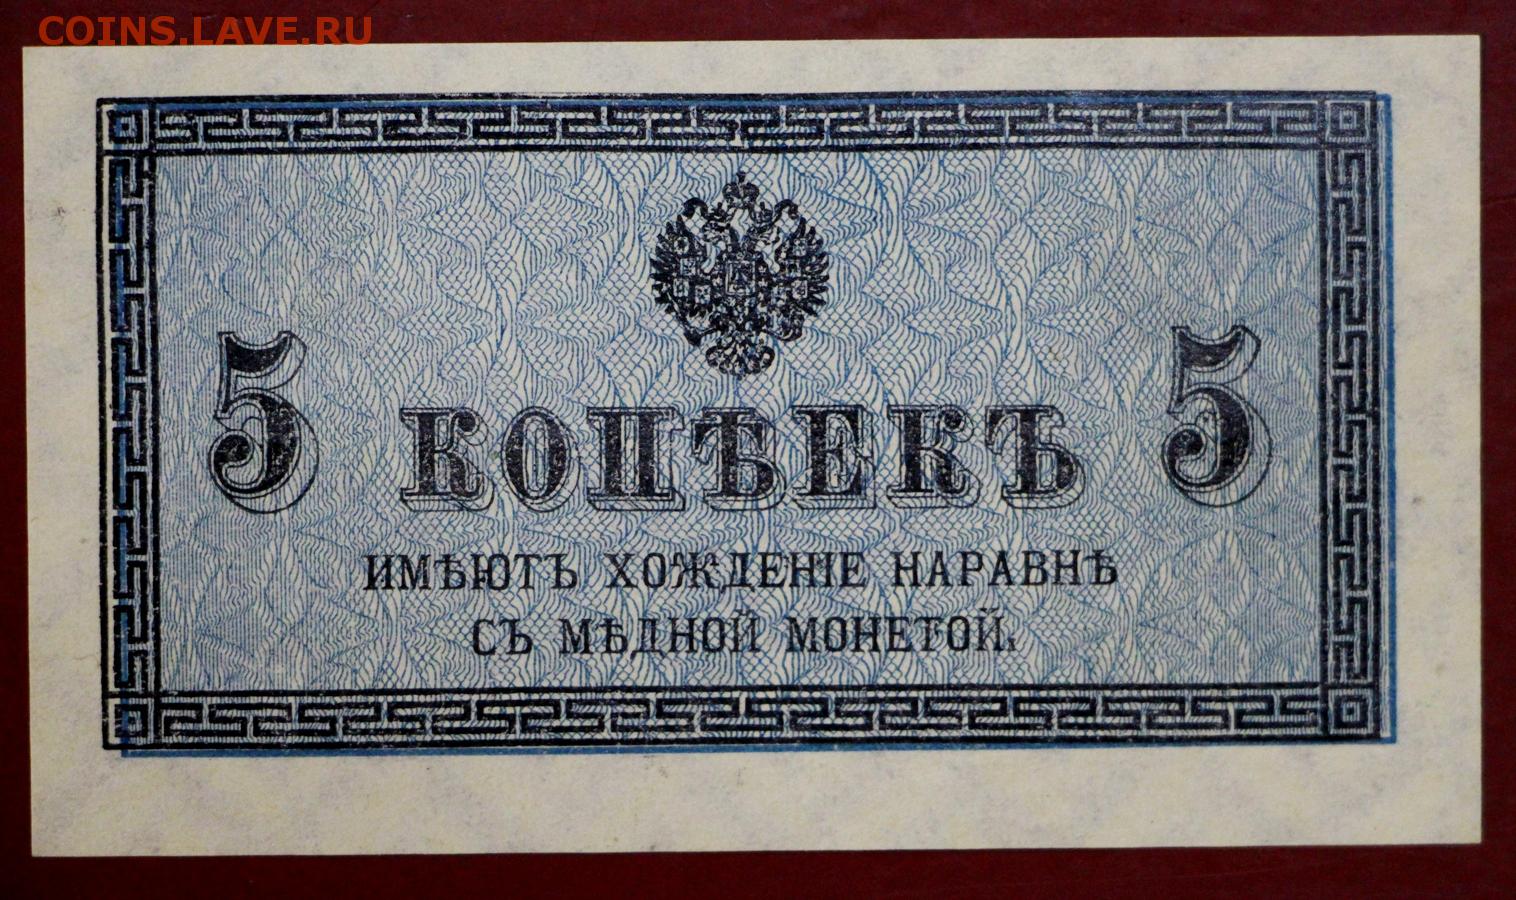 COINS.LAVE.RU
5 КОПѢЕКЪ 5
ИМѢЮТЪ ХОЖДЕНІЕ НАРАВНѢ
СЪ МѢДНОЙ МОНЕТОЙ.